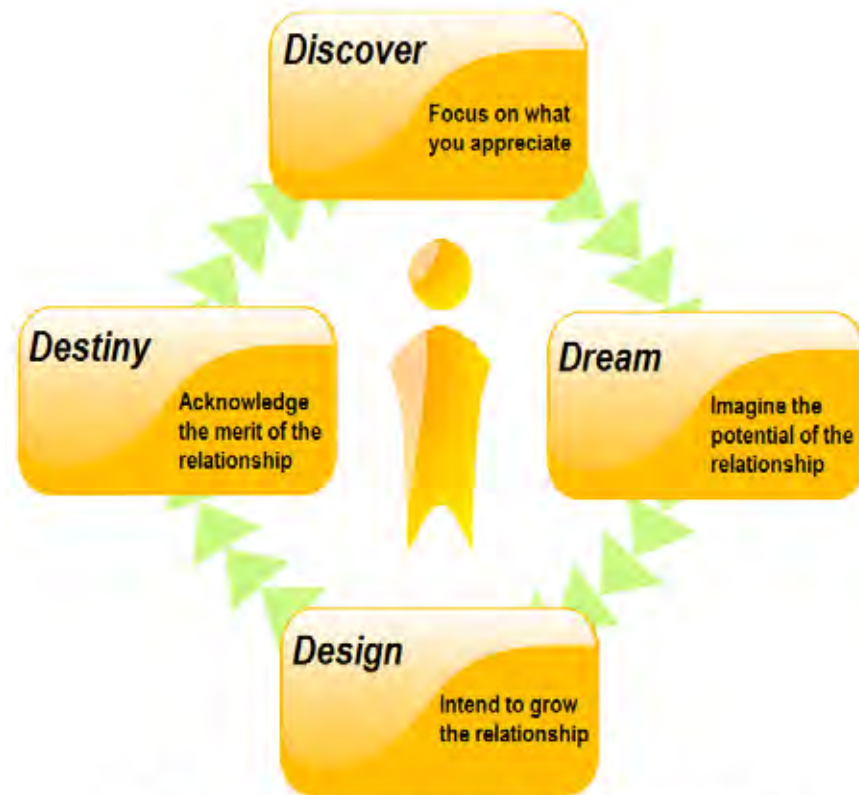 Discover
Focus on what
you appreciate
Dream
Imagine the
potential of the
relationship
Design
Intend to grow
the relationship
Destiny
Acknowledge
the merit of the
relationship